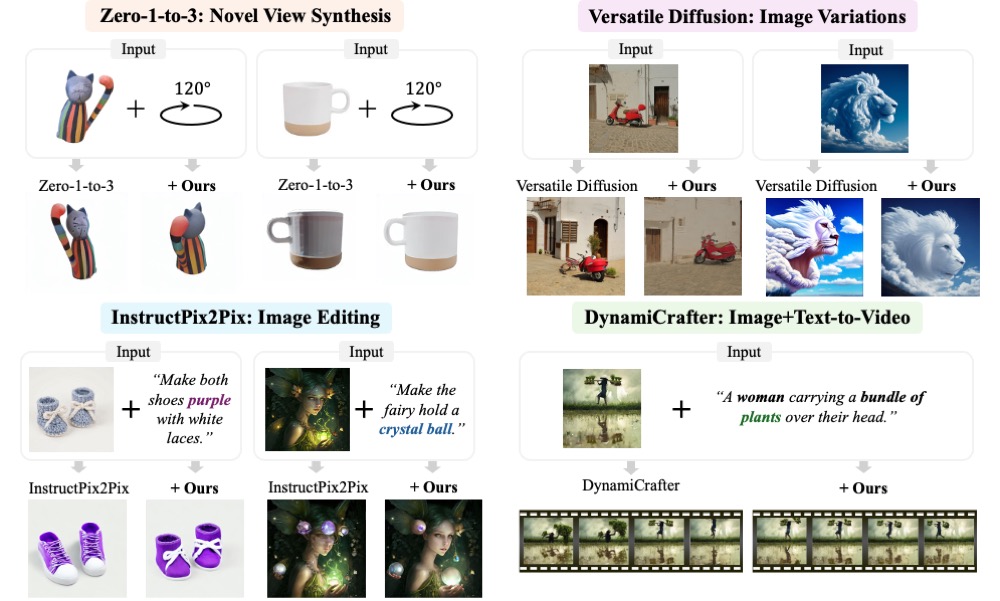 Zero-1-to-3: Novel View Synthesis
Input
120°
+
Input
120°
+
Zero-1-to-3
+ Ours
Zero-1-to-3
+ Ours
Versatile Diffusion: Image Variations
Input
Input
Versatile Diffusion
+ Ours
Versatile Diffusion
+ Ours
InstructPix2Pix: Image Editing
Input
+
“Make both
shoes purple
with white
laces.”
Input
+
“Make the
fairy hold a
crystal ball.”
InstructPix2Pix
+ Ours
InstructPix2Pix
+ Ours
DynamiCrafter: Image+Text-to-Video
Input
+
“A woman carrying a bundle of
plants over their head.”
DynamiCrafter
+ Ours